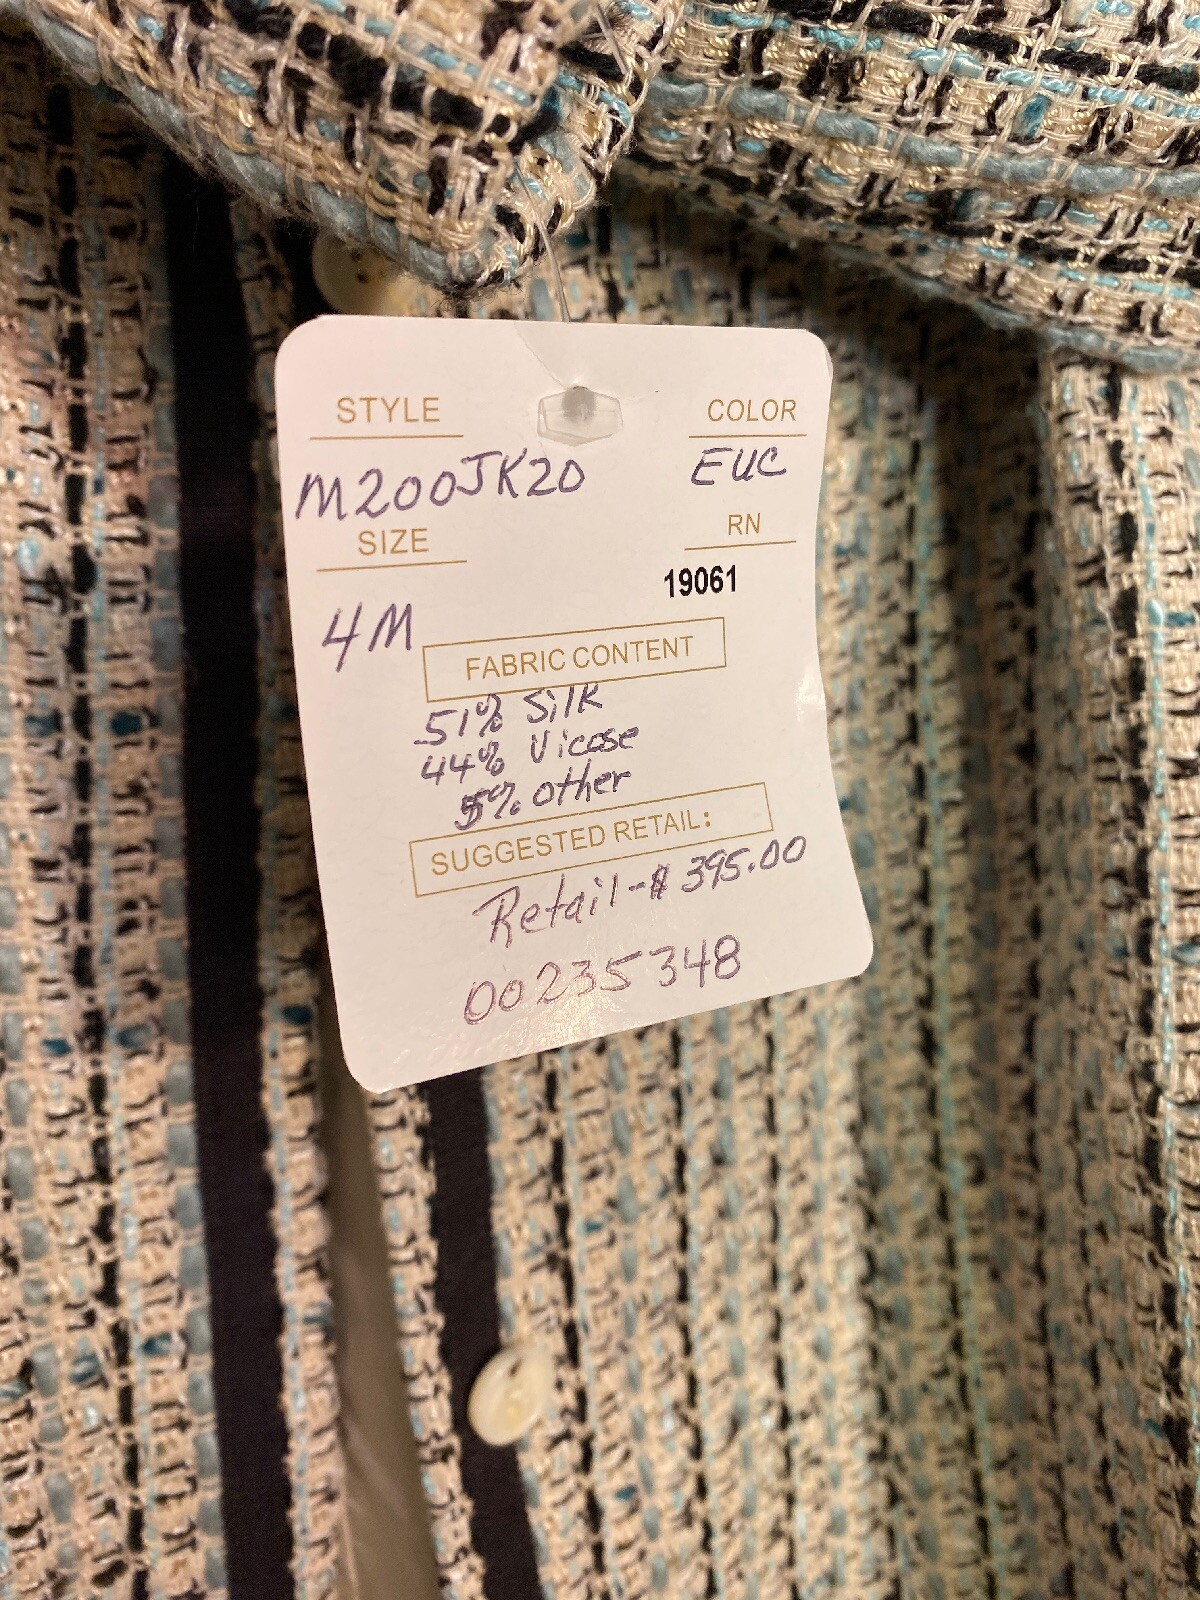 STYLE COLOR
M200JK20 EUC
SIZE RN
19061
4M
FABRIC CONTENT
51% Silk
44% Vicose
5% other
SUGGESTED RETAIL:
Retail-$395.00
00235348